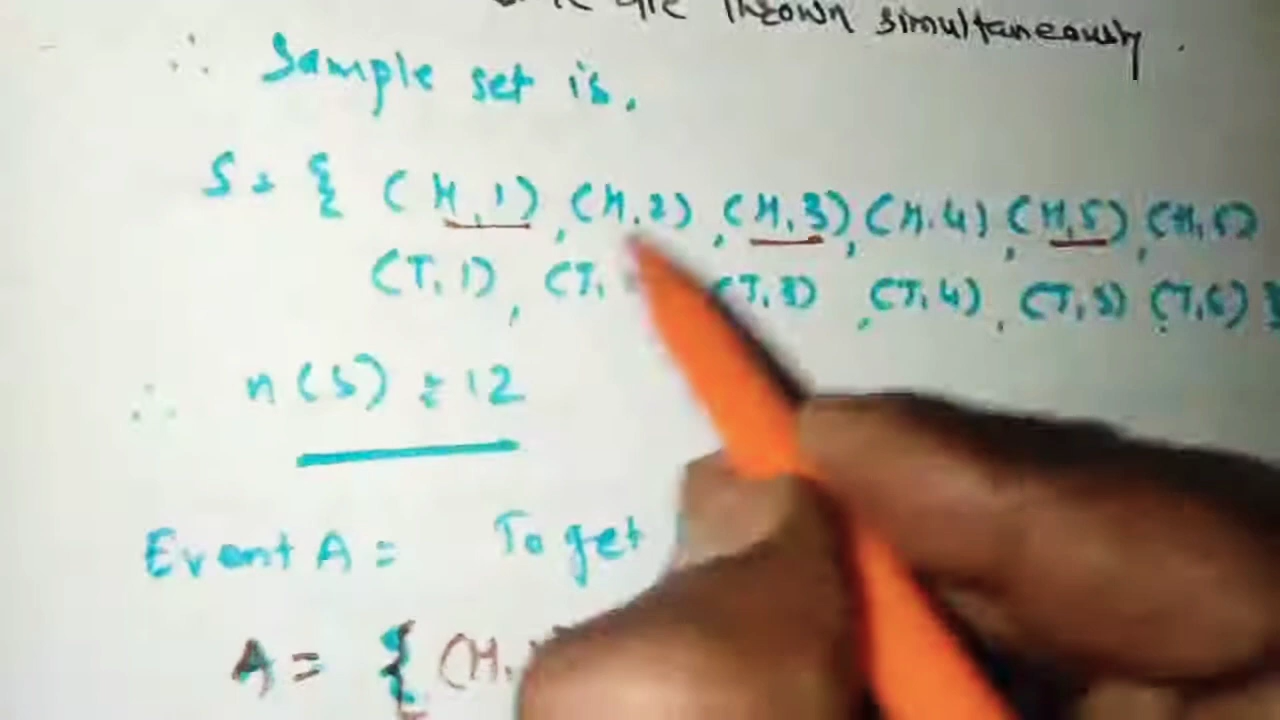 are thrown simultaneously.
∴ Sample set is,
S = { (H,1), (H,2), (H,3), (H,4), (H,5), (H,6)
(T,1), (T, (T,3), (T,4), (T,5) (T,6) }
∴ n(S) = 12
Event A = To get
A = { (H,